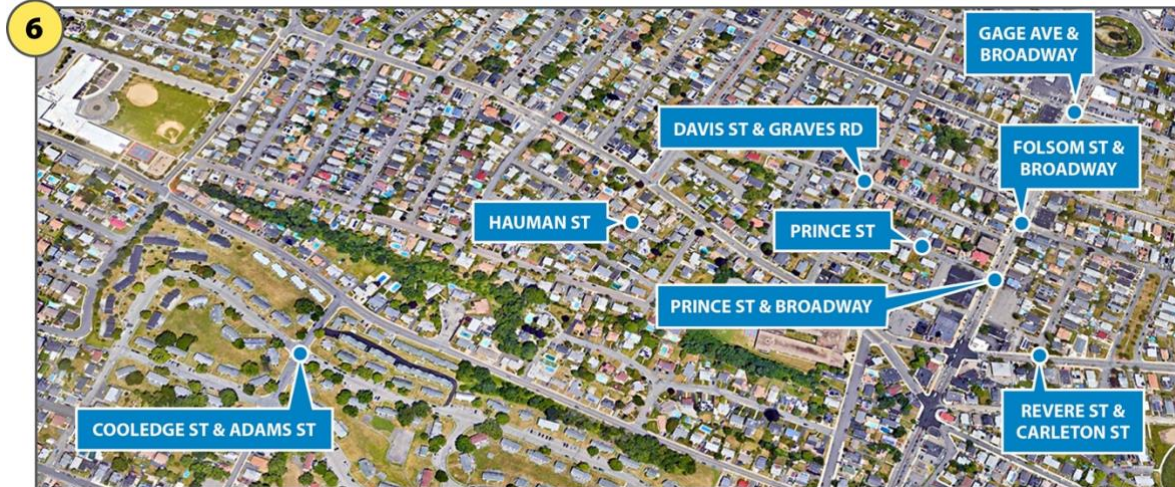 6
GAGE AVE &
BROADWAY
DAVIS ST & GRAVES RD
FOLSOM ST &
BROADWAY
HAUMAN ST
PRINCE ST
PRINCE ST & BROADWAY
COOLEDGE ST & ADAMS ST
REVERE ST &
CARLETON ST